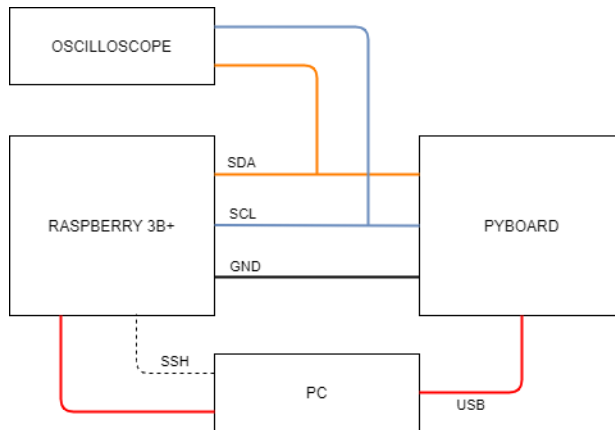 OSCILLOSCOPE
SDA
RASPBERRY 3B+
SCL
PYBOARD
GND
SSH
PC
USB